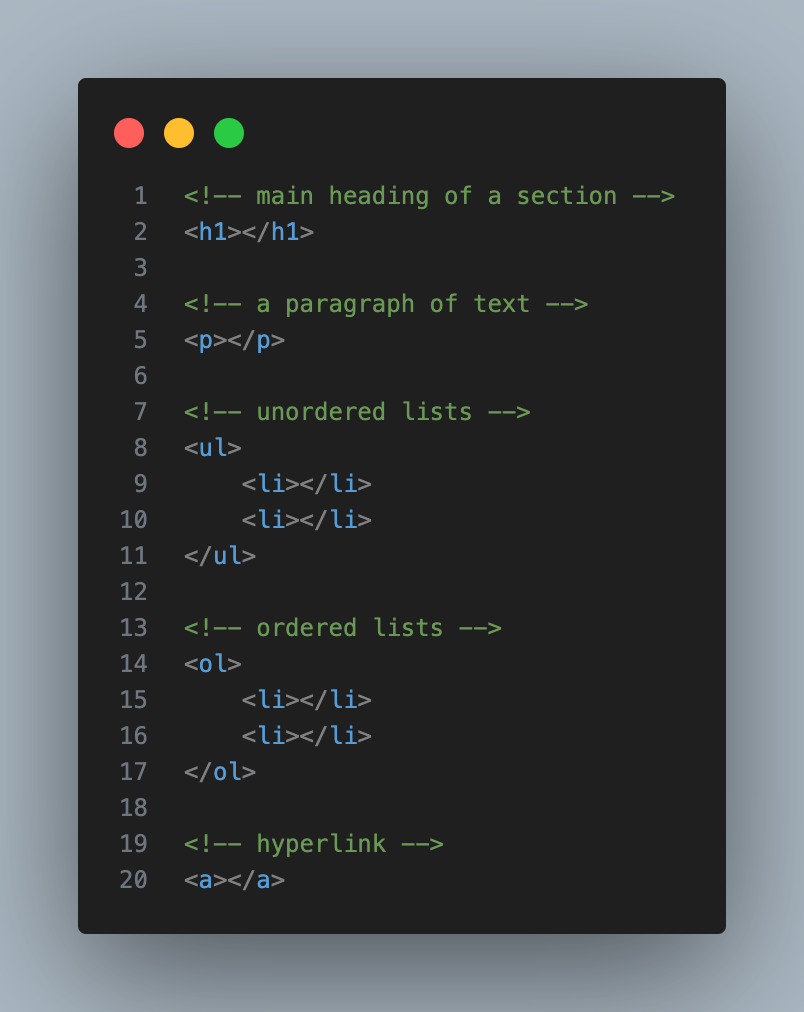 1 <!-- main heading of a section -->
2 <h1></h1>
3
4 <!-- a paragraph of text -->
5 <p></p>
6
7 <!-- unordered lists -->
8 <ul>
9     <li></li>
10     <li></li>
11 </ul>
12
13 <!-- ordered lists -->
14 <ol>
15     <li></li>
16     <li></li>
17 </ol>
18
19 <!-- hyperlink -->
20 <a></a>